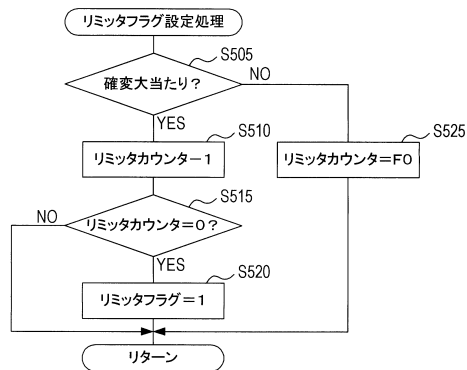 リミッタフラグ設定処理
S505
確変大当たり？
NO
YES
S510
リミッタカウンタ－１
S525
リミッタカウンタ＝F０
S515
NO
リミッタカウンタ＝０？
YES
S520
リミッタフラグ＝１
リターン